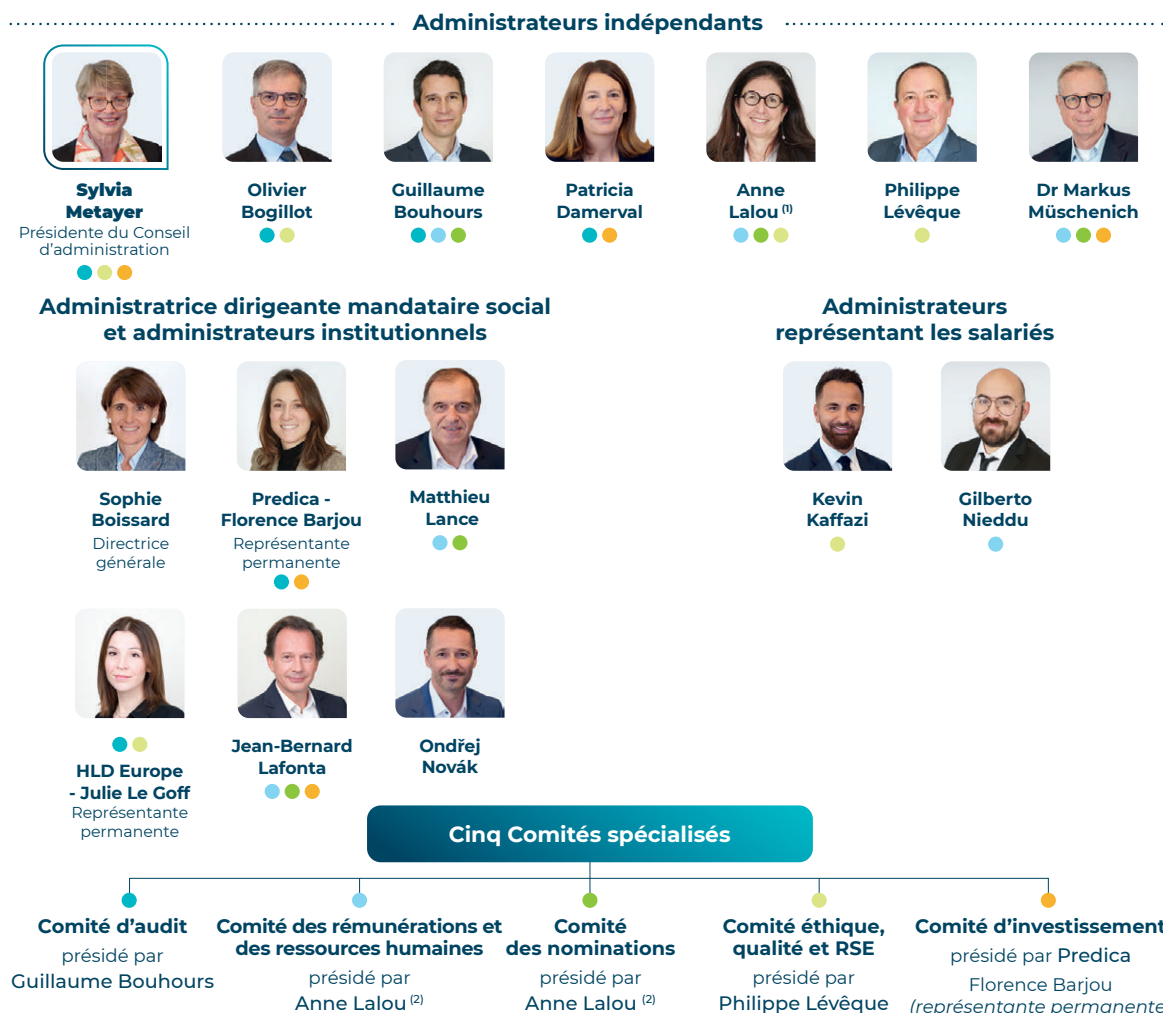 Administrateurs indépendants
Sylvia
Metayer
Présidente du Conseil
d'administration
Olivier
Bogillot
Guillaume
Bouhours
Patricia
Damerval
Anne
Lalou (1)
Philippe
Lévêque
Dr Markus
Müschenich
Administratrice dirigeante mandataire social
et administrateurs institutionnels
Sophie
Boissard
Directrice
générale
Predica -
Florence Barjou
Représentante
permanente
Matthieu
Lance
HLD Europe
- Julie Le Goff
Représentante
permanente
Jean-Bernard
Lafonta
Ondřej
Novák
Administrateurs
représentant les salariés
Kevin
Kaffazi
Gilberto
Nieddu
Cinq Comités spécialisés
Comité d'audit
présidé par
Guillaume Bouhours
Comité des rémunérations et
des ressources humaines
présidé par
Anne Lalou (2)
Comité
des nominations
présidé par
Anne Lalou (2)
Comité éthique,
qualité et RSE
présidé par
Philippe Lévêque
Comité d'investissement
présidé par Predica
Florence Barjou
(représentante permanente